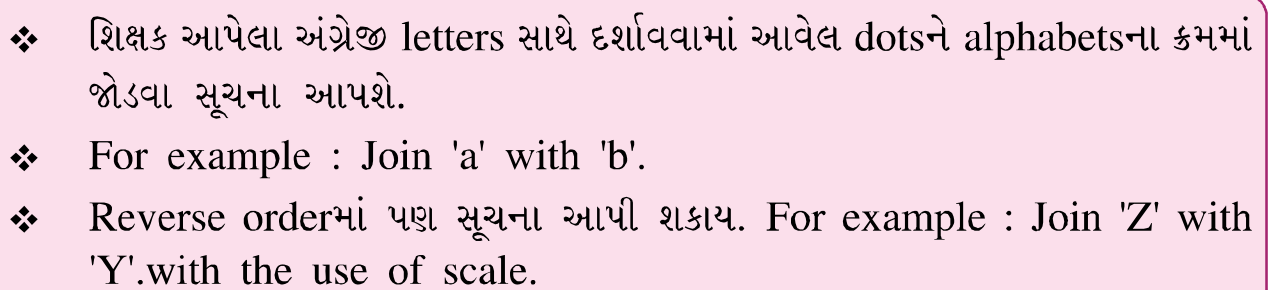 ❖ શિક્ષક આપેલા અંગ્રેજી letters સાથે દર્શાવવામાં આવેલ dotsને alphabetsના ક્રમમાં
જોડવા સૂચના આપશે.
❖ For example : Join 'a' with 'b'.
❖ Reverse orderમાં પણ સૂચના આપી શકાય. For example : Join 'Z' with
'Y'.with the use of scale.